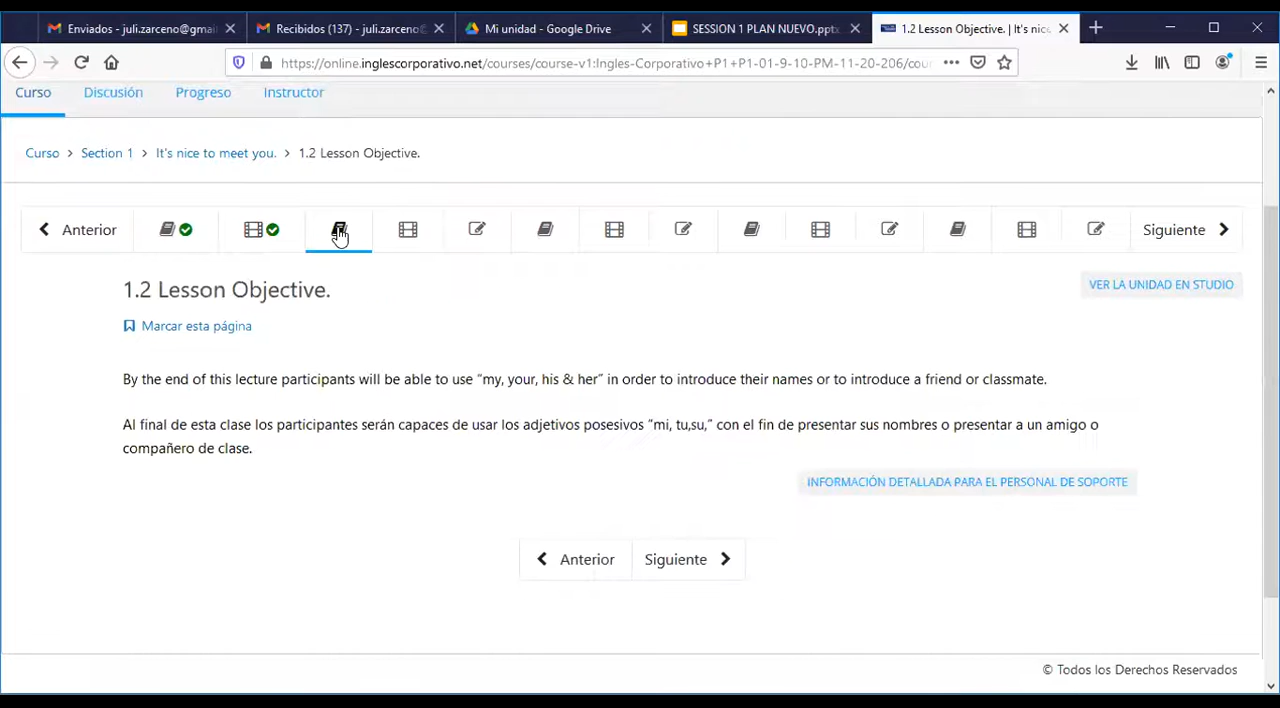 Enviados - juli.zarceno@gmai
Recibidos (137) - juli.zarceno@
Mi unidad - Google Drive
SESSION 1 PLAN NUEVO.pptx
1.2 Lesson Objective. | It's nice
https://online.inglescorporativo.net/courses/course-v1:Ingles-Corporativo+P1+P1-01-9-10-PM-11-20-206/cou
Curso
Discusión
Progreso
Instructor
Curso > Section 1 > It's nice to meet you. > 1.2 Lesson Objective.
Anterior
Siguiente
1.2 Lesson Objective.
VER LA UNIDAD EN STUDIO
Marcar esta página
By the end of this lecture participants will be able to use “my, your, his & her” in order to introduce their names or to introduce a friend or classmate.
Al final de esta clase los participantes serán capaces de usar los adjetivos posesivos “mi, tu,su,” con el fin de presentar sus nombres o presentar a un amigo o
compañero de clase.
INFORMACIÓN DETALLADA PARA EL PERSONAL DE SOPORTE
Anterior
Siguiente
© Todos los Derechos Reservados